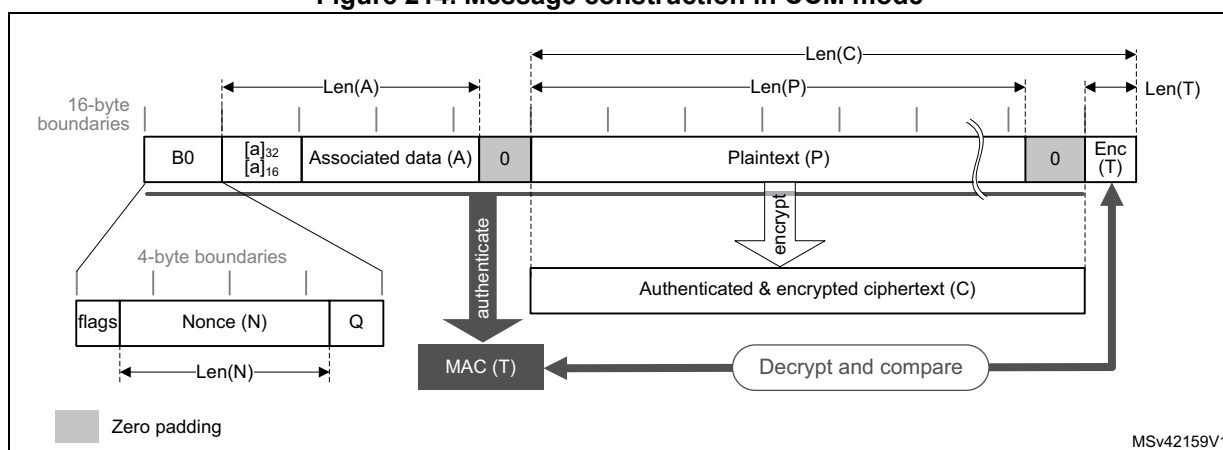 Figure 214. Message construction in CCM mode
Len(C)
Len(A)
Len(P)
Len(T)
16-byte
boundaries
B0
[a]32
[a]16
Associated data (A)
0
Plaintext (P)
0
Enc
(T)
authenticate
encrypt
4-byte boundaries
Authenticated & encrypted ciphertext (C)
flags
Nonce (N)
Q
Len(N)
MAC (T)
Decrypt and compare
Zero padding
MSv42159V1